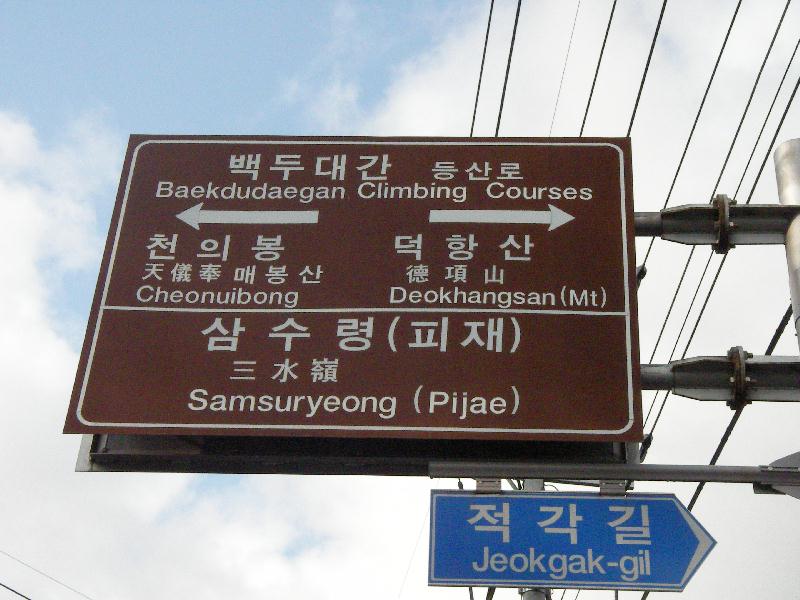 백두대간 등산로
Baekdudaegan Climbing Courses
천의봉 덕항산
天儀奉 매봉산 德項山
Cheonuibong Deokhangsan(Mt)
삼수령(피재)
三水嶺
Samsuryeong (Pijae)
적각길
Jeokgak-gil